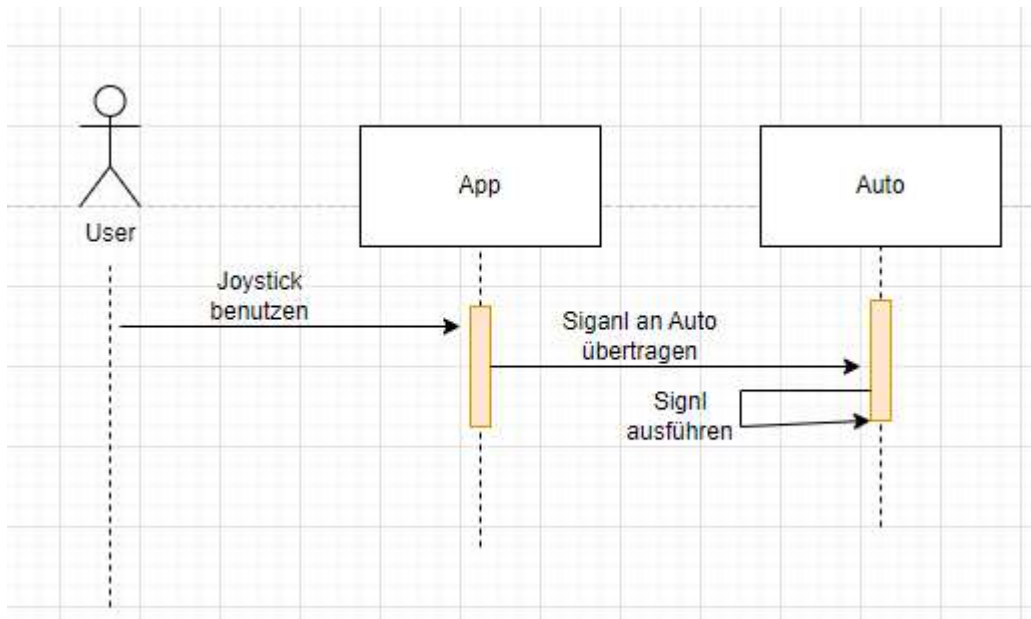 App
Auto
User
Joystick
benutzen
Siganl an Auto
übertragen
Signl
ausführen